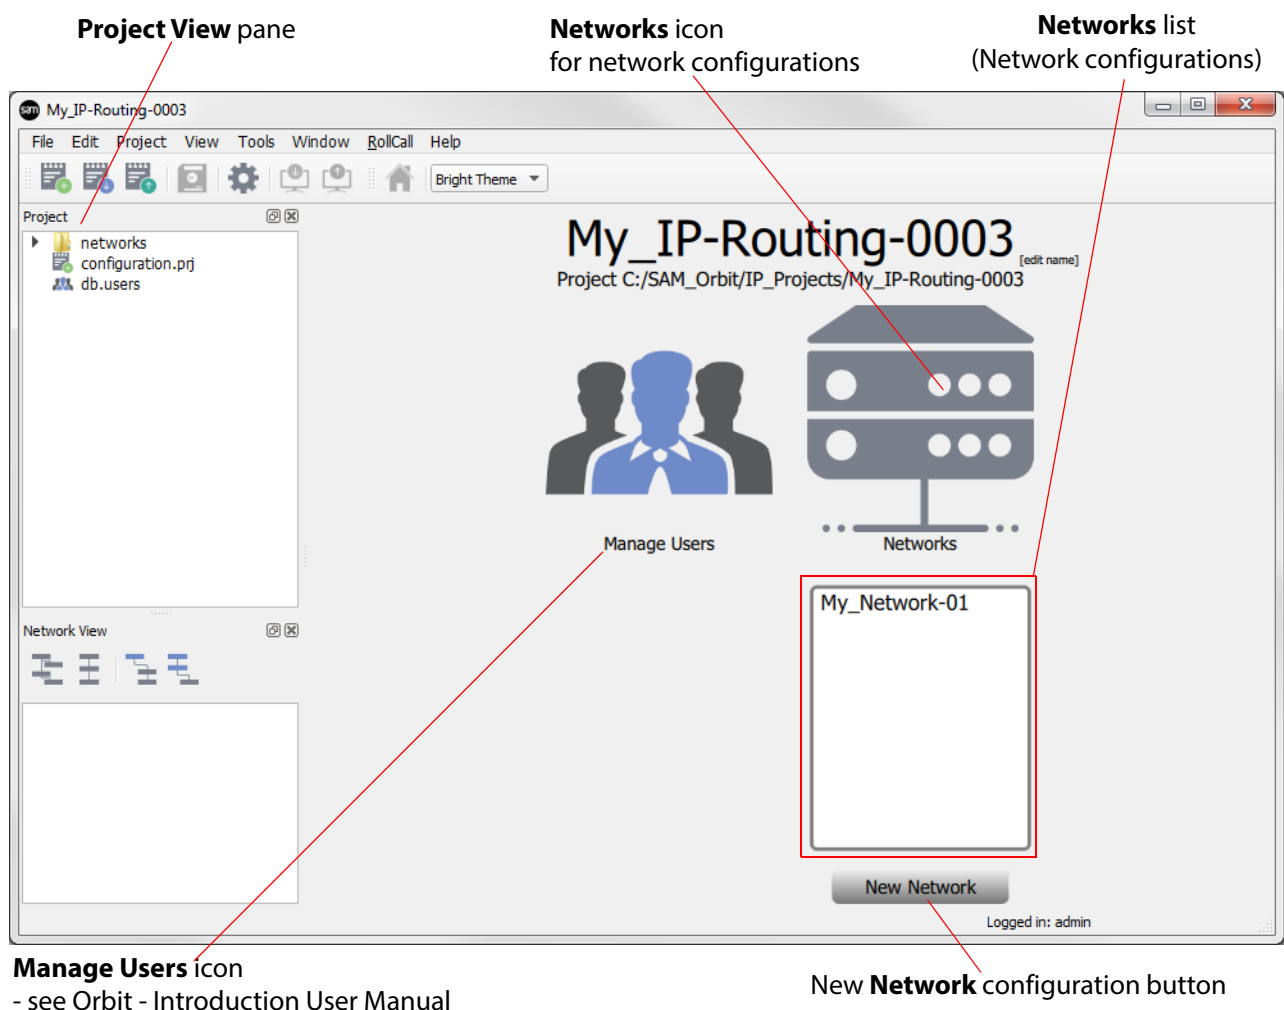 Project View pane
Networks icon
for network configurations
Networks list
(Network configurations)
sam My_IP-Routing-0003
File Edit Project View Tools Window RollCall Help
Bright Theme
Project
networks
configuration.prj
db.users
My_IP-Routing-0003 [edit name]
Project C:/SAM_Orbit/IP_Projects/My_IP-Routing-0003
Manage Users
Networks
My_Network-01
Network View
New Network
Logged in: admin
Manage Users icon
- see Orbit - Introduction User Manual
New Network configuration button